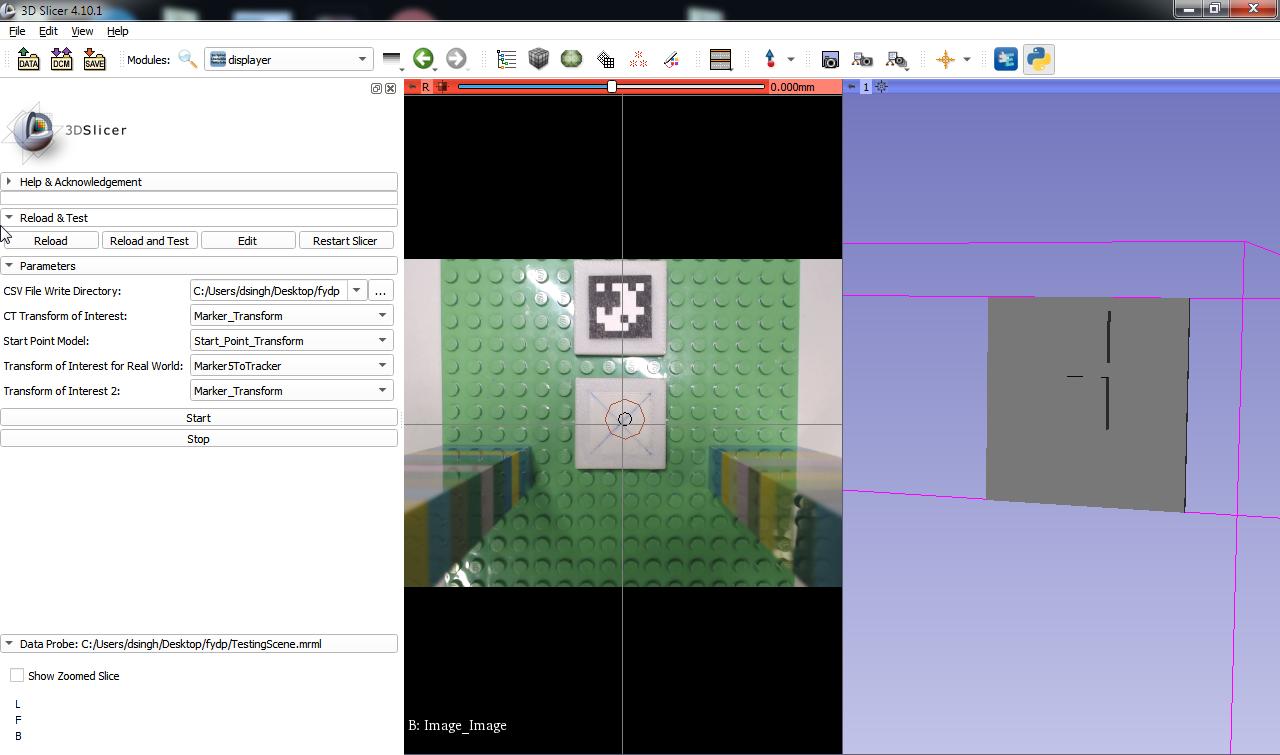 3D Slicer 4.10.1
File Edit View Help
DATA DCM SAVE Modules: displayer
R 0.000mm
1
3DSlicer
Help & Acknowledgement
Reload & Test
Reload Reload and Test Edit Restart Slicer
Parameters
CSV File Write Directory: C:/Users/dsingh/Desktop/fydp ...
CT Transform of Interest: Marker_Transform
Start Point Model: Start_Point_Transform
Transform of Interest for Real World: Marker5ToTracker
Transform of Interest 2: Marker_Transform
Start
Stop
Data Probe: C:/Users/dsingh/Desktop/fydp/TestingScene.mrml
Show Zoomed Slice
L
F
B
B: Image_Image